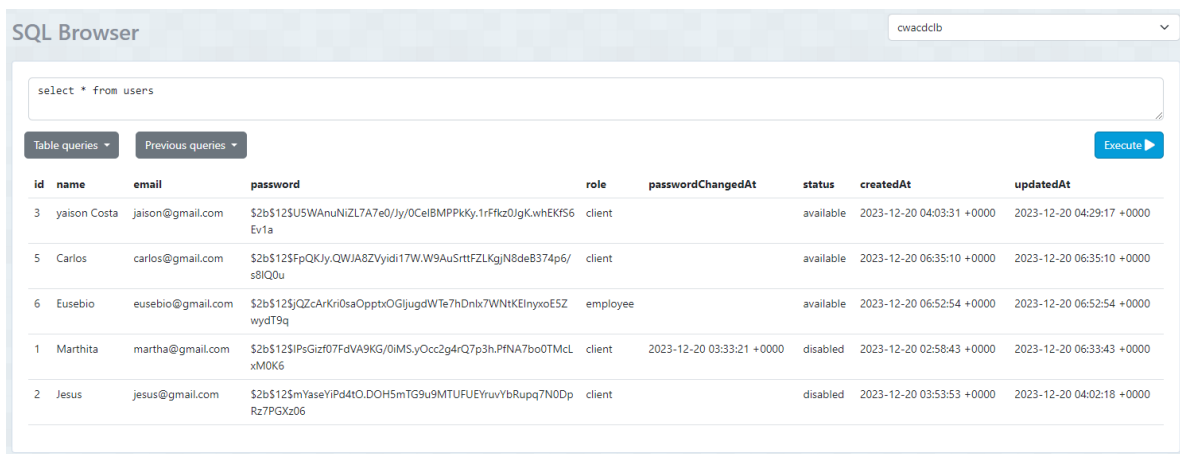 SQL Browser
cwacdclb
select * from users
Table queries
Previous queries
Execute
id name email password role passwordChangedAt status createdAt updatedAt
3 yaison Costa jaison@gmail.com $2b$12$U5WAnuNiZL7A7e0/Jy/0CeIBMPPkKy.1rFfkz0JgK.whEKfS6 client available 2023-12-20 04:03:31 +0000 2023-12-20 04:29:17 +0000
Ev1a
5 Carlos carlos@gmail.com $2b$12$FpQKJy.QWJA8ZVyidi17W.W9AuSrttFZLKgjN8deB374p6/ client available 2023-12-20 06:35:10 +0000 2023-12-20 06:35:10 +0000
s8IQ0u
6 Eusebio eusebio@gmail.com $2b$12$jQZcArKri0saOpptxOGIjugdWTe7hDnIx7WNtKEInyxoE5Z employee available 2023-12-20 06:52:54 +0000 2023-12-20 06:52:54 +0000
wydT9q
1 Marthita martha@gmail.com $2b$12$IPsGizf07FdVA9KG/0iMS.yOcc2g4rQ7p3h.PfNA7bo0TMcL client 2023-12-20 03:33:21 +0000 disabled 2023-12-20 02:58:43 +0000 2023-12-20 06:33:43 +0000
xM0K6
2 Jesus jesus@gmail.com $2b$12$mYaseYiPd4tO.DOH5mTG9u9MTUFUEYruvYbRupq7N0Dp client disabled 2023-12-20 03:53:53 +0000 2023-12-20 04:02:18 +0000
Rz7PGXz06